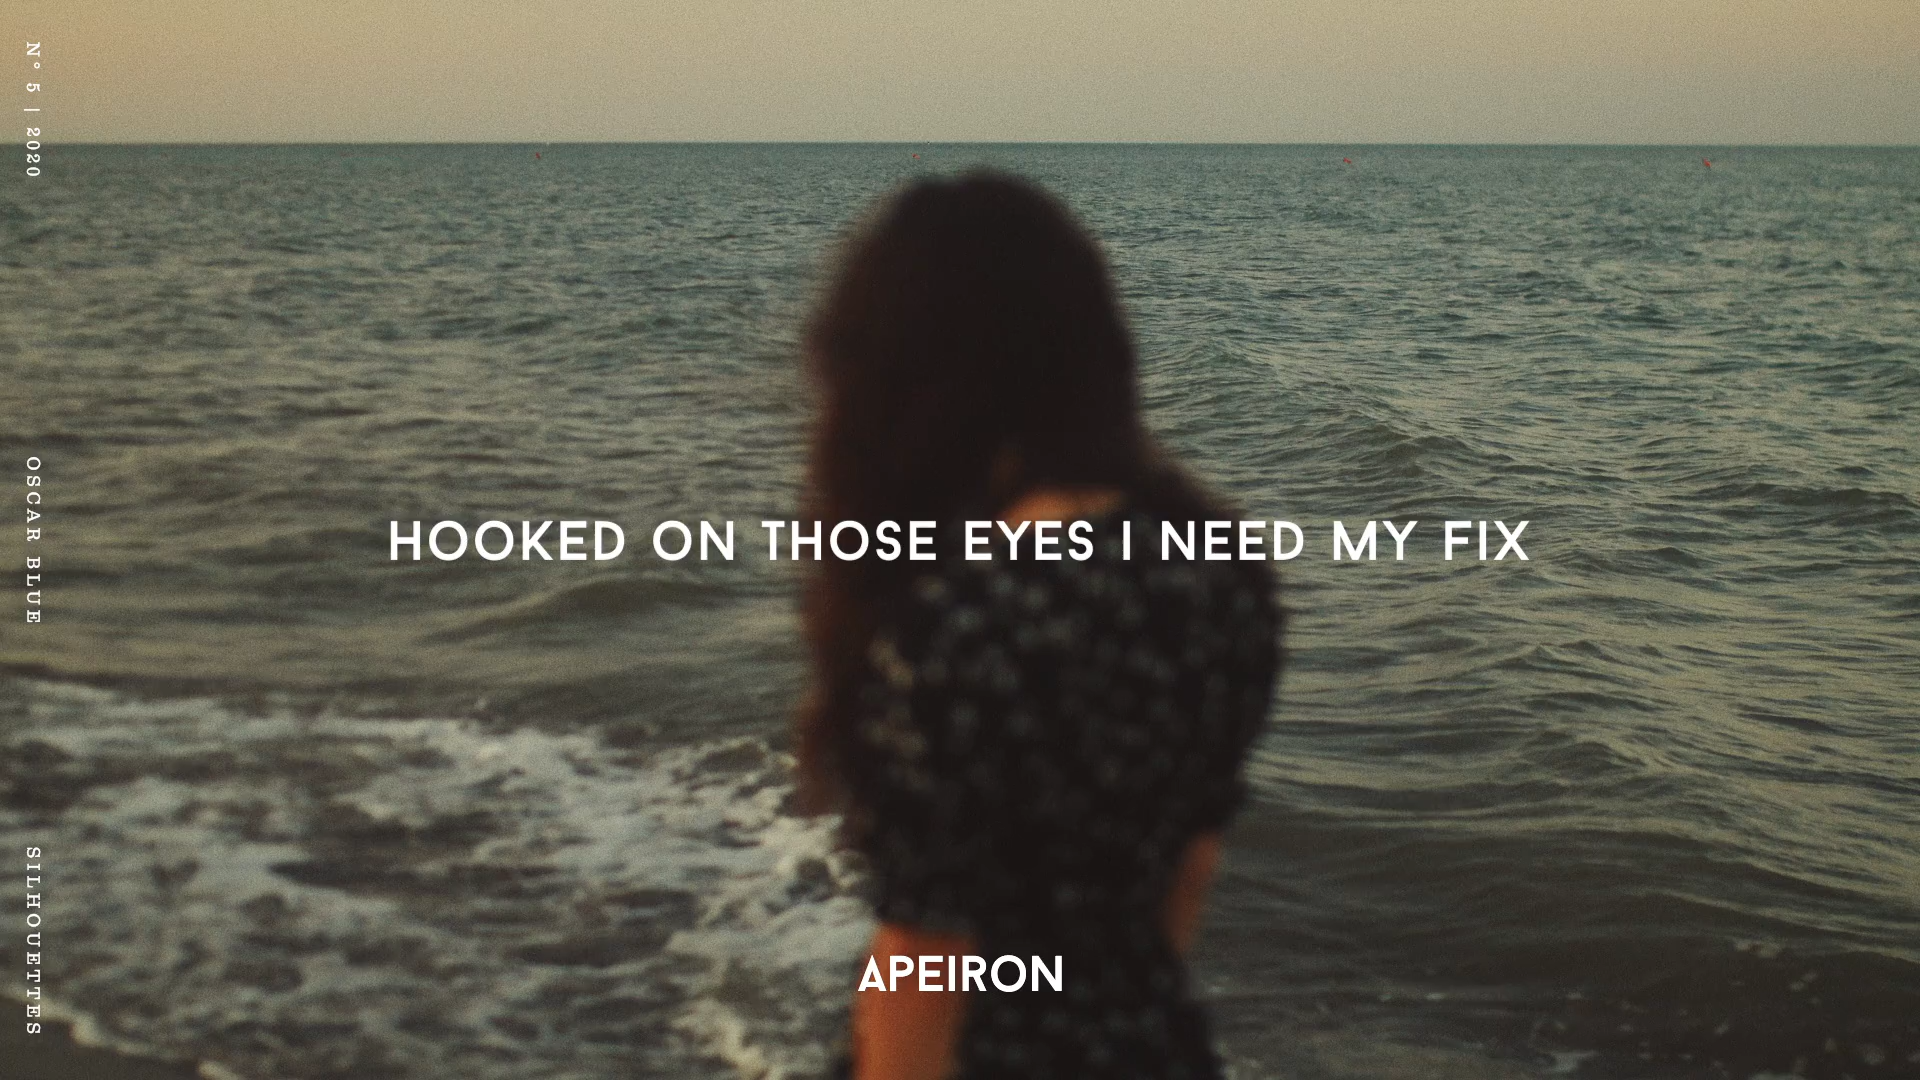 N° 5 | 2020
OSCAR BLUE
SILHOUETTES
HOOKED ON THOSE EYES I NEED MY FIX
APEIRON